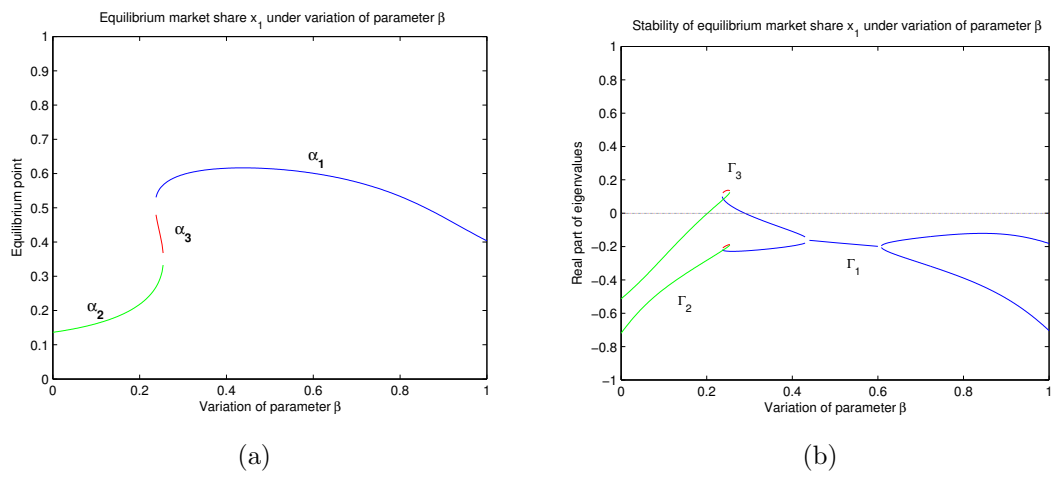 Equilibrium market share x1 under variation of parameter β
1
0.9
0.8
0.7
0.6
0.5
0.4
0.3
0.2
0.1
0
Equilibrium point
α1
α3
α2
0 0.2 0.4 0.6 0.8 1
Variation of parameter β
(a)
Stability of equilibrium market share x1 under variation of parameter β
1
0.8
0.6
0.4
0.2
0
−0.2
−0.4
−0.6
−0.8
−1
Real part of eigenvalues
Γ3
Γ1
Γ2
0 0.2 0.4 0.6 0.8 1
Variation of parameter β
(b)